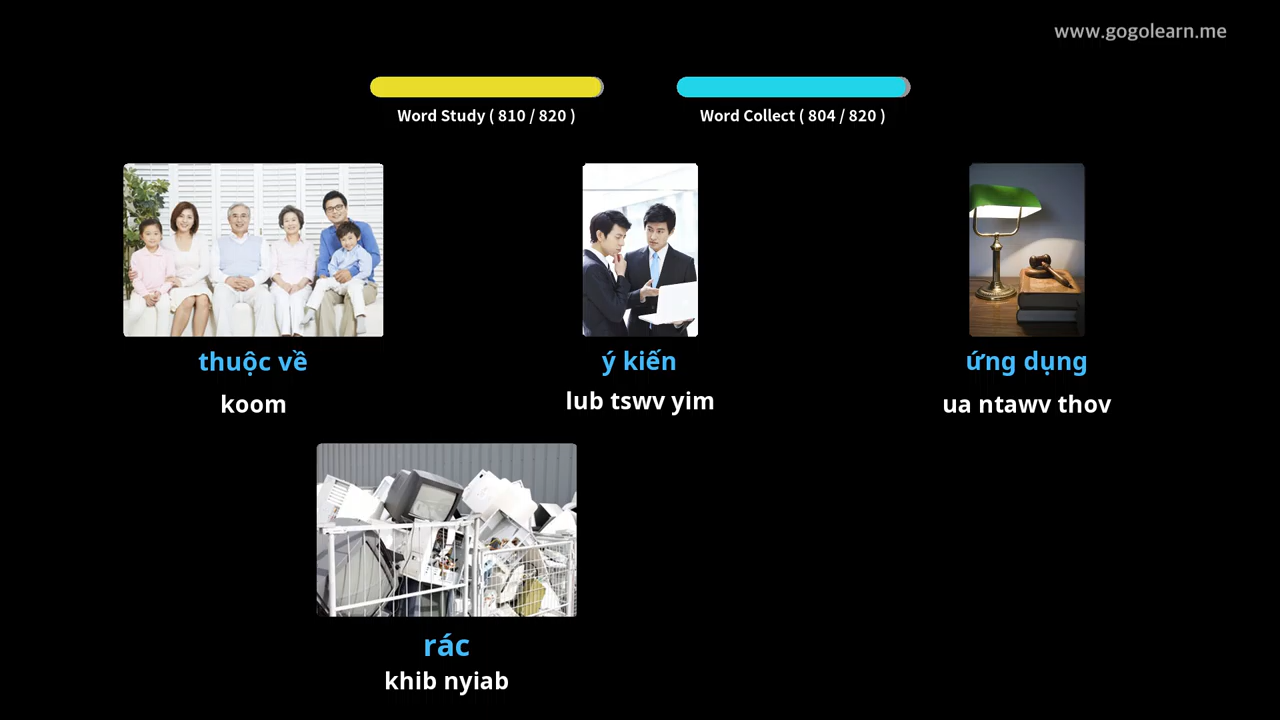 www.gogolearn.me
Word Study ( 810 / 820 )
Word Collect ( 804 / 820 )
thuộc về
koom
ý kiến
lub tswv yim
ứng dụng
ua ntawv thov
rác
khib nyiab